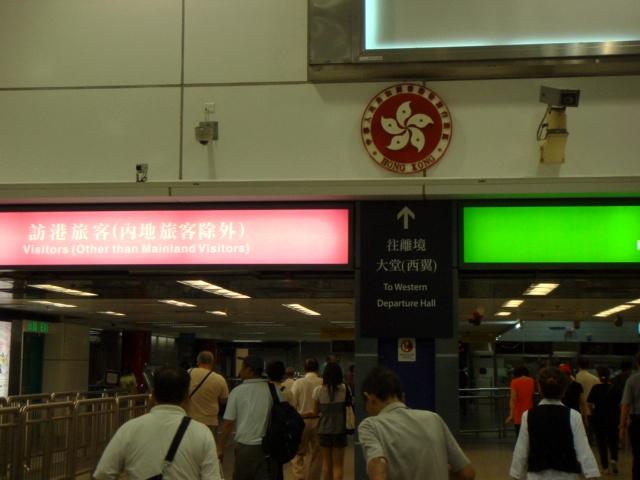 HONG KONG
訪港旅客(內地旅客除外)
Visitors (Other than Mainland Visitors)
往離境
大堂(西翼)
To Western
Departure Hall